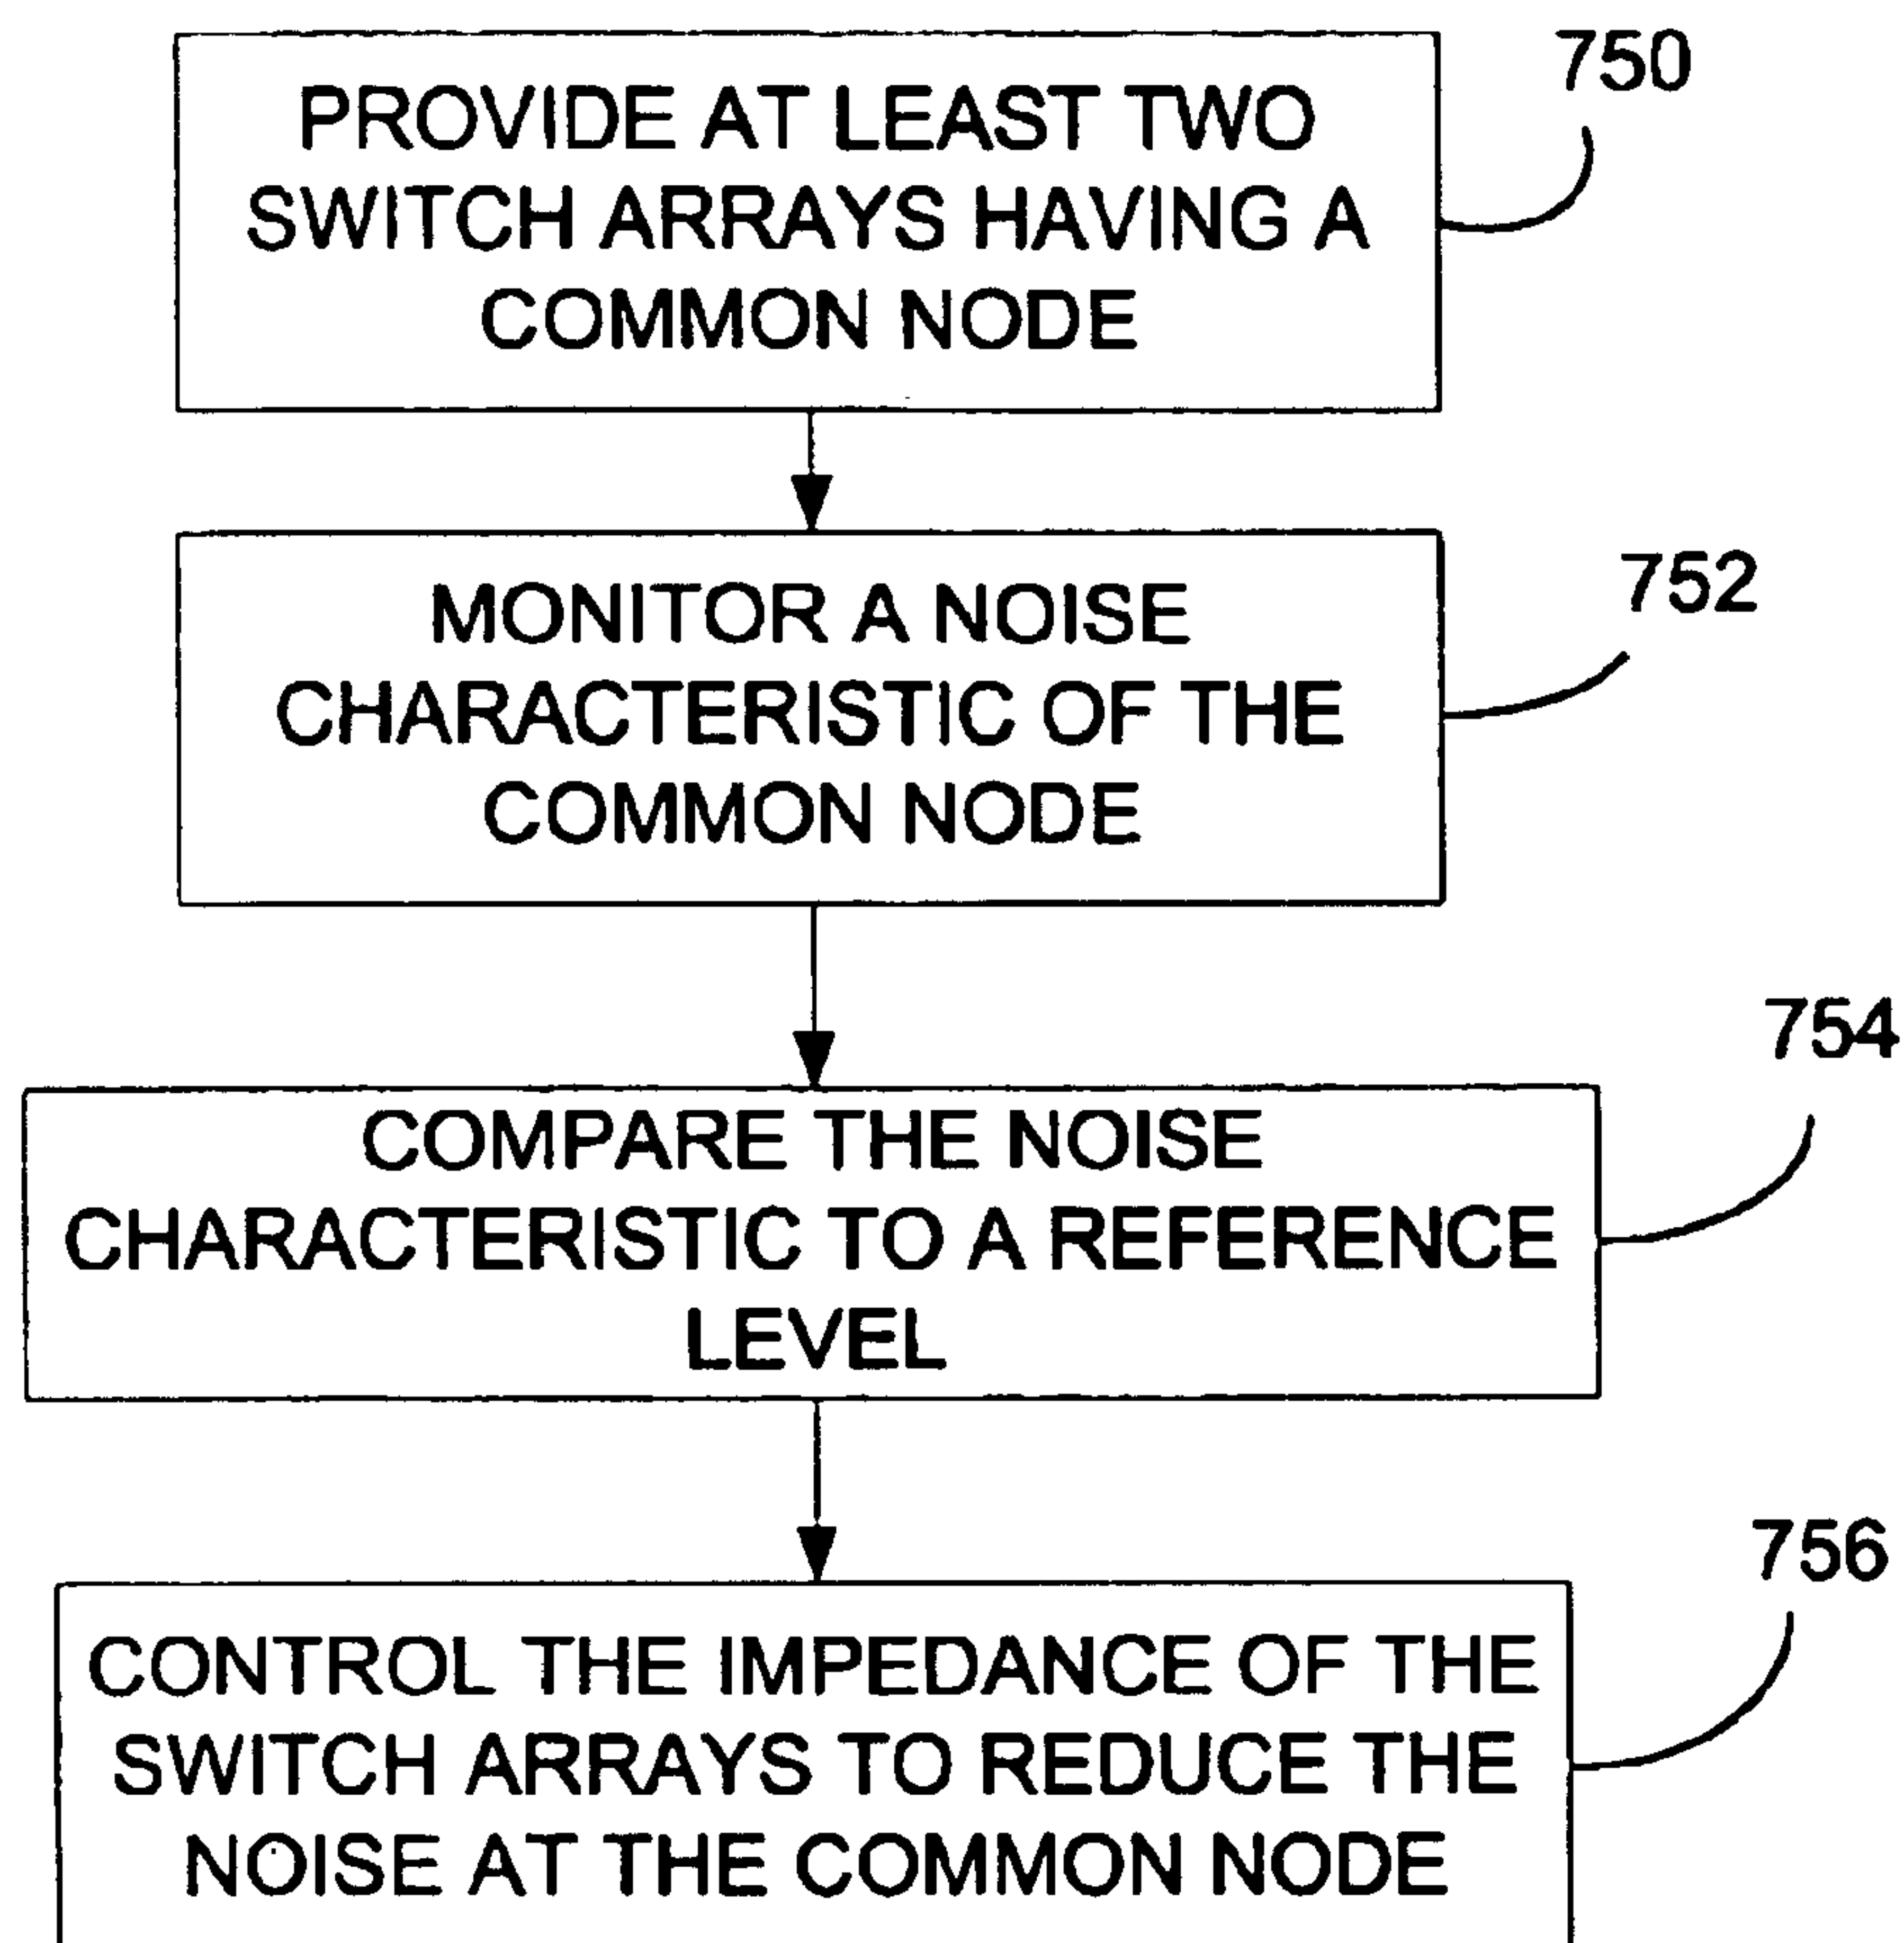 750
PROVIDE AT LEAST TWO
SWITCH ARRAYS HAVING A
COMMON NODE
752
MONITOR A NOISE
CHARACTERISTIC OF THE
COMMON NODE
754
COMPARE THE NOISE
CHARACTERISTIC TO A REFERENCE
LEVEL
756
CONTROL THE IMPEDANCE OF THE
SWITCH ARRAYS TO REDUCE THE
NOISE AT THE COMMON NODE